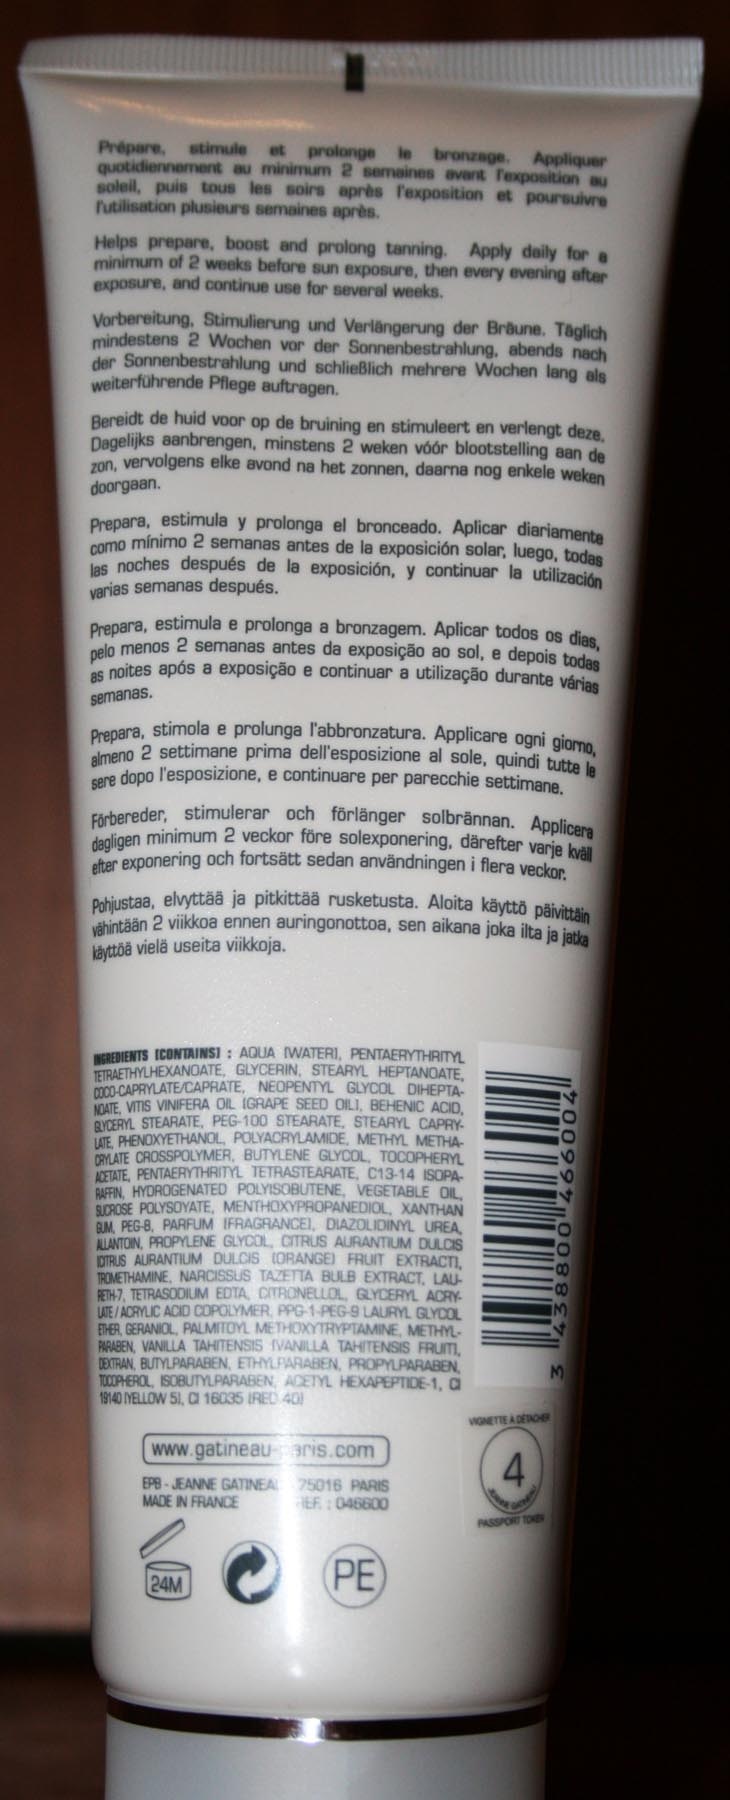 Prépare, stimule et prolonge le bronzage. Appliquer
quotidiennement au minimum 2 semaines avant l'exposition au
soleil, puis tous les soirs après l'exposition et poursuivre
l'utilisation plusieurs semaines après.
Helps prepare, boost and prolong tanning. Apply daily for a
minimum of 2 weeks before sun exposure, then every evening after
exposure, and continue use for several weeks.
Vorbereitung, Stimulierung und Verlängerung der Bräune. Täglich
mindestens 2 Wochen vor der Sonnenbestrahlung, abends nach
der Sonnenbestrahlung und schließlich mehrere Wochen lang als
weiterführende Pflege auftragen.
Bereidt de huid voor op de bruining en stimuleert en verlengt deze.
Dagelijks aanbrengen, minstens 2 weken vóór blootstelling aan de
zon, vervolgens elke avond na het zonnen, daarna nog enkele weken
doorgaan.
Prepara, estimula y prolonga el bronceado. Aplicar diariamente
como mínimo 2 semanas antes de la exposición solar, luego, todas
las noches después de la exposición, y continuar la utilización
varias semanas después.
Prepara, estimula e prolonga a bronzagem. Aplicar todos os dias,
pelo menos 2 semanas antes da exposição ao sol, e depois todas
as noites após a exposição e continuar a utilização durante várias
semanas.
Prepara, stimola e prolunga l'abbronzatura. Applicare ogni giorno,
almeno 2 settimane prima dell'esposizione al sole, quindi tutte le
sere dopo l'esposizione, e continuare per parecchie settimane.
Förbereder, stimulerar och förlänger solbrännan. Applicera
dagligen minimum 2 veckor före solexponering, därefter varje kväll
efter exponering och fortsätt sedan användningen i flera veckor.
Pohjustaa, elvyttää ja pitkittää rusketusta. Aloita käyttö päivittäin
vähintään 2 viikkoa ennen auringonottoa, sen aikana joka ilta ja jatka
käyttöä vielä useita viikkoja.
INGREDIENTS [CONTAINS] : AQUA [WATER], PENTAERYTHRITYL
TETRAETHYLHEXANOATE, GLYCERIN, STEARYL HEPTANOATE,
COCO-CAPRYLATE/CAPRATE, NEOPENTYL GLYCOL DIHEPTA-
NOATE, VITIS VINIFERA OIL [GRAPE SEED OIL], BEHENIC ACID,
GLYCERYL STEARATE, PEG-100 STEARATE, STEARYL CAPRY-
LATE, PHENOXYETHANOL, POLYACRYLAMIDE, METHYL METHA-
CRYLATE CROSSPOLYMER, BUTYLENE GLYCOL, TOCOPHERYL
ACETATE, PENTAERYTHRITYL TETRASTEARATE, C13-14 ISOPA-
RAFFIN, HYDROGENATED POLYISOBUTENE, VEGETABLE OIL,
SUCROSE POLYSOYATE, MENTHOXYPROPANEDIOL, XANTHAN
GUM, PEG-8, PARFUM [FRAGRANCE], DIAZOLIDINYL UREA,
ALLANTOIN, PROPYLENE GLYCOL, CITRUS AURANTIUM DULCIS
[CITRUS AURANTIUM DULCIS (ORANGE) FRUIT EXTRACT],
TROMETHAMINE, NARCISSUS TAZETTA BULB EXTRACT, LAU-
RETH-7, TETRASODIUM EDTA, CITRONELLOL, GLYCERYL ACRY-
LATE/ACRYLIC ACID COPOLYMER, PPG-1-PEG-9 LAURYL GLYCOL
ETHER, GERANIOL, PALMITOYL METHOXYTRYPTAMINE, METHYL-
PARABEN, VANILLA TAHITENSIS [VANILLA TAHITENSIS FRUIT],
DEXTRAN, BUTYLPARABEN, ETHYLPARABEN, PROPYLPARABEN,
TOCOPHEROL, ISOBUTYLPARABEN, ACETYL HEXAPEPTIDE-1, CI
19140 [YELLOW 5], CI 16035 [RED 40]
3 438800 466004
www.gatineau-paris.com
EPB - JEANNE GATINEAU 75016 PARIS
MADE IN FRANCE REF. : 046600
VIGNETTE À DÉTACHER
4
JEANNE GATINEAU
PASSPORT TOKEN
24M
PE